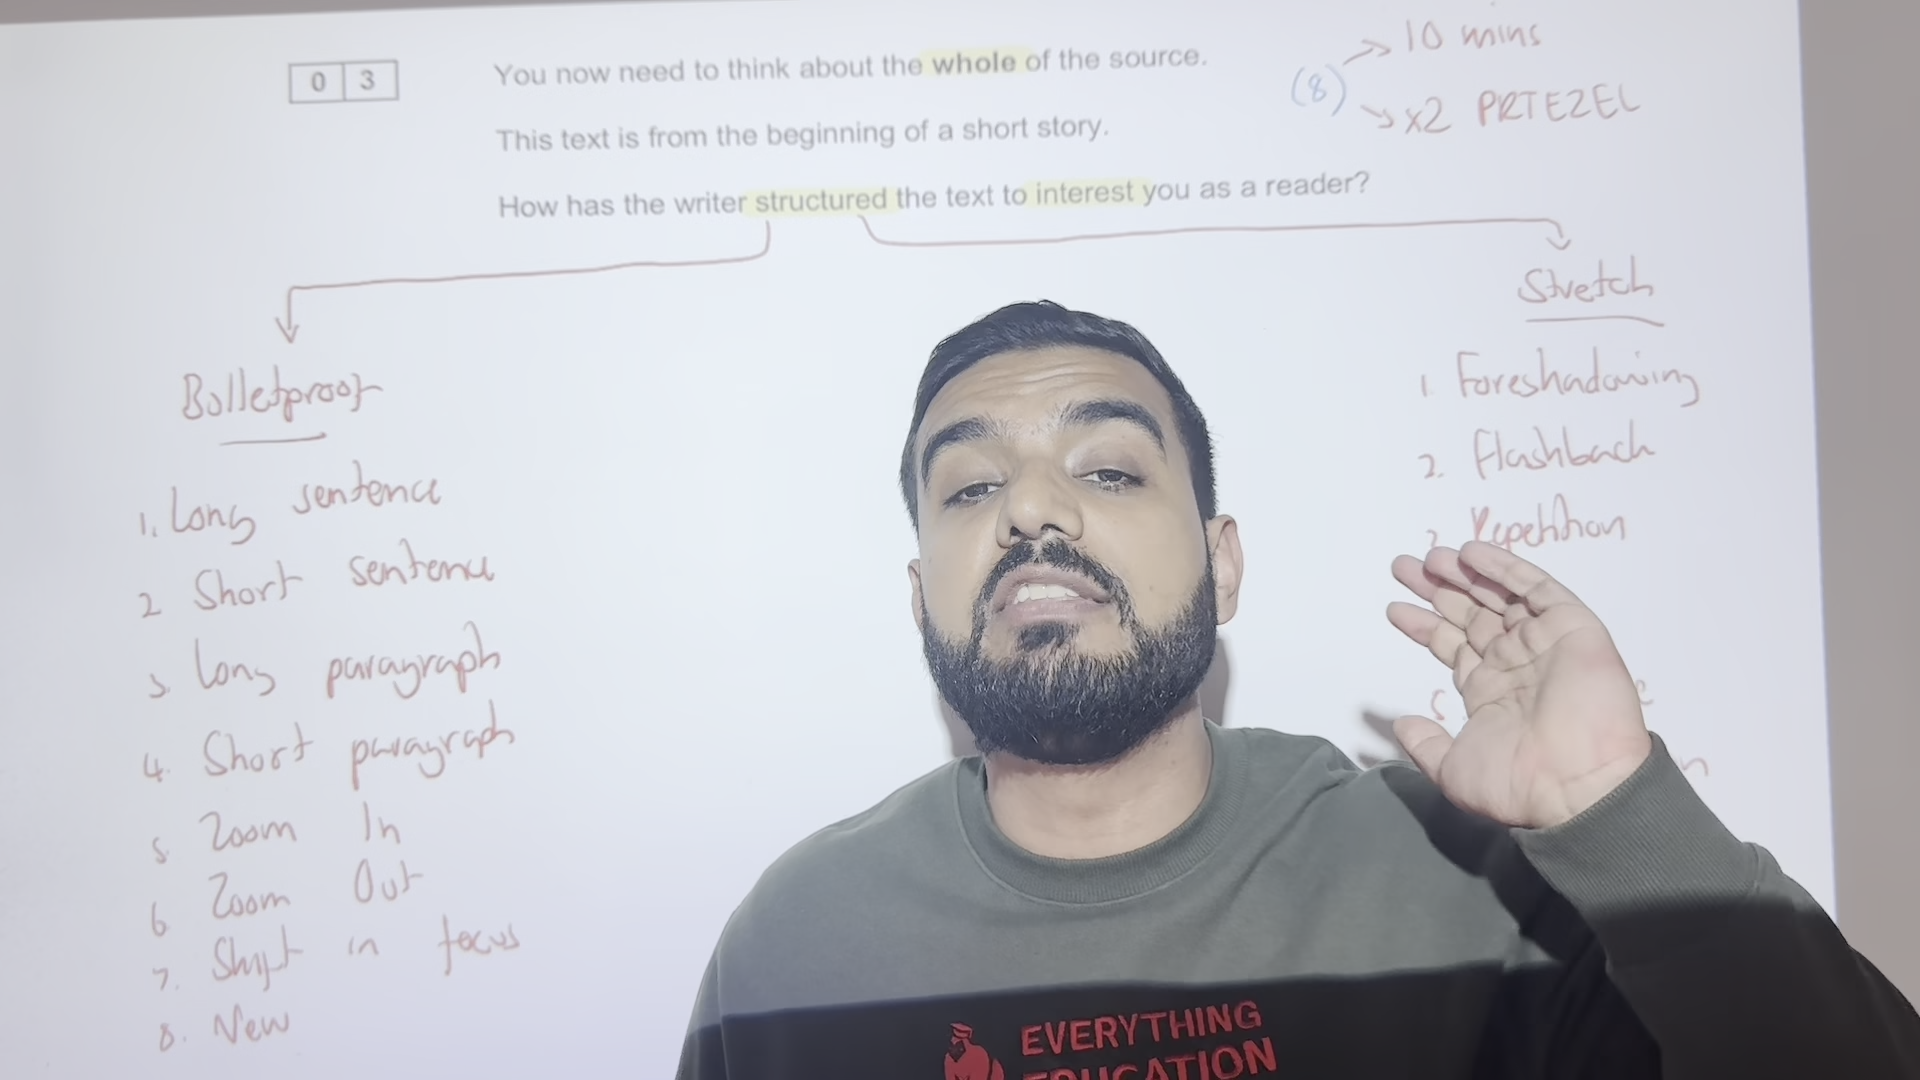 0 3
You now need to think about the whole of the source.
This text is from the beginning of a short story.
How has the writer structured the text to interest you as a reader?
(8)
10 mins
x2 PRTEZEL
Bulletproof
1. Long sentence
2 Short sentence
3. Long paragraph
4. Short paragraph
5. Zoom In
6 Zoom Out
7. Shift in focus
8. New
Stretch
1. Foreshadowing
2. Flashback
3 Repetition
5
EVERYTHING
EDUCATION